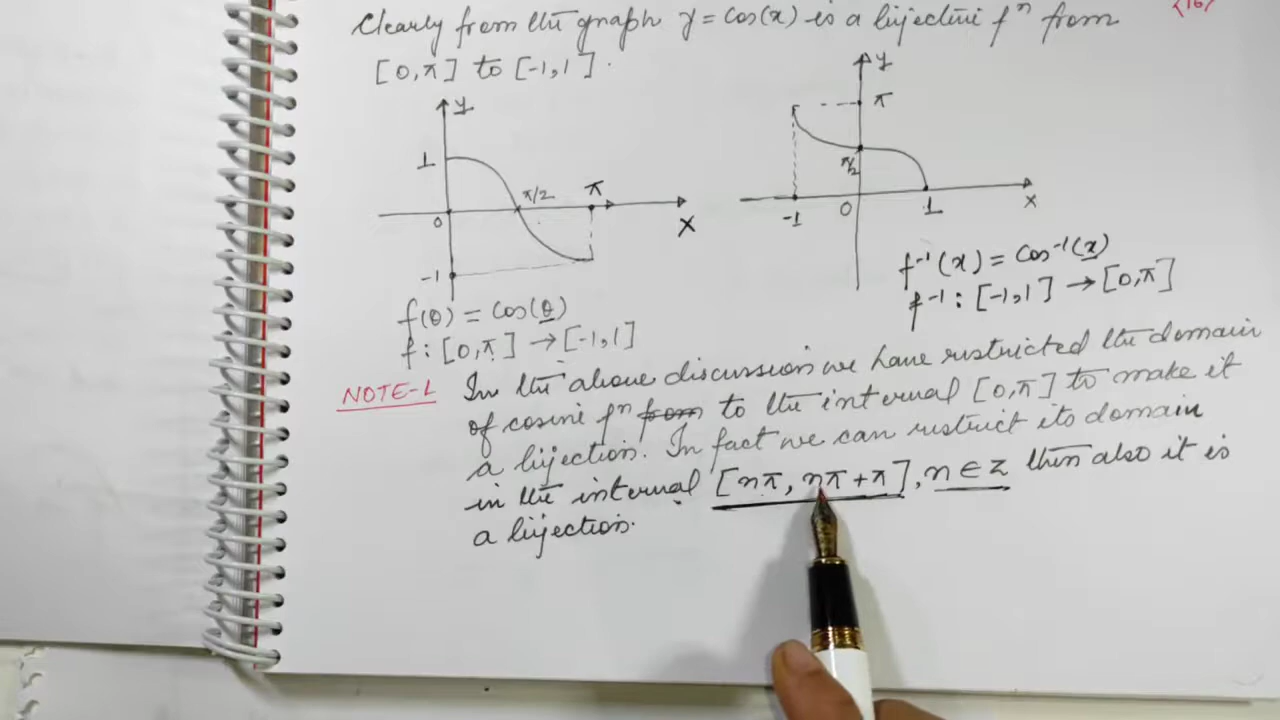 Clearly from the graph y = cos(x) is a bijective fⁿ from
[0,π] to [-1,1].
(16)
Y
1
π/2
π
0
X
-1
f(θ) = cos(θ)
f : [0,π] → [-1,1]
Y
π
π/2
-1
0
1
X
f⁻¹(x) = cos⁻¹(x)
f⁻¹ : [-1,1] → [0,π]
NOTE-1 In the above discussion we have restricted the domain
of cosine fⁿ from to the interval [0,π] to make it
a bijection. In fact we can restrict its domain
in the interval [nπ, nπ+π], n ∈ Z then also it is
a bijection.